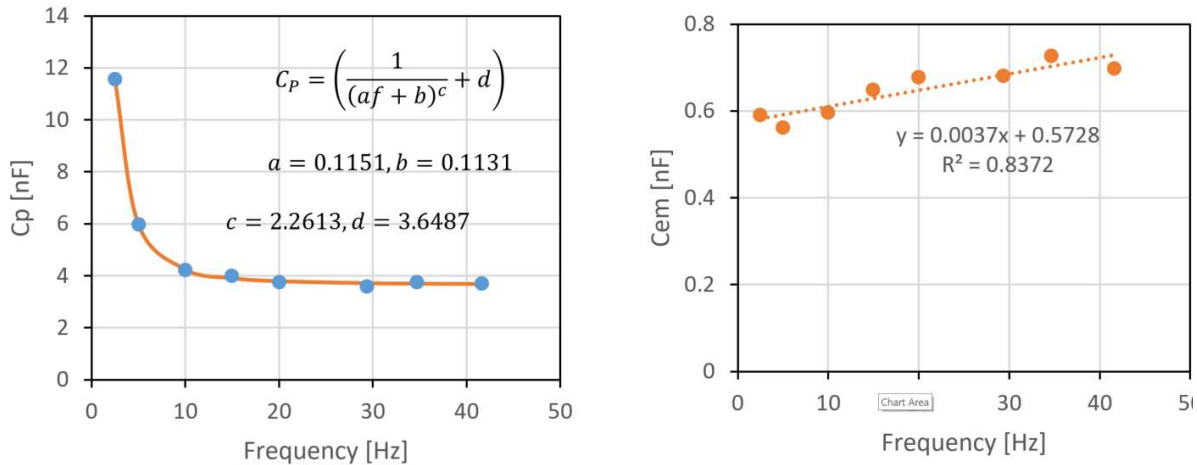 14
12
10
8
6
4
2
0
Cp [nF]
C_P = (1/(af + b)^c + d)
a = 0.1151, b = 0.1131
c = 2.2613, d = 3.6487
0 10 20 30 40 50
Frequency [Hz]
0.8
0.6
0.4
0.2
0
Cem [nF]
y = 0.0037x + 0.5728
R² = 0.8372
0 10 20 30 40 50
Chart Area
Frequency [Hz]